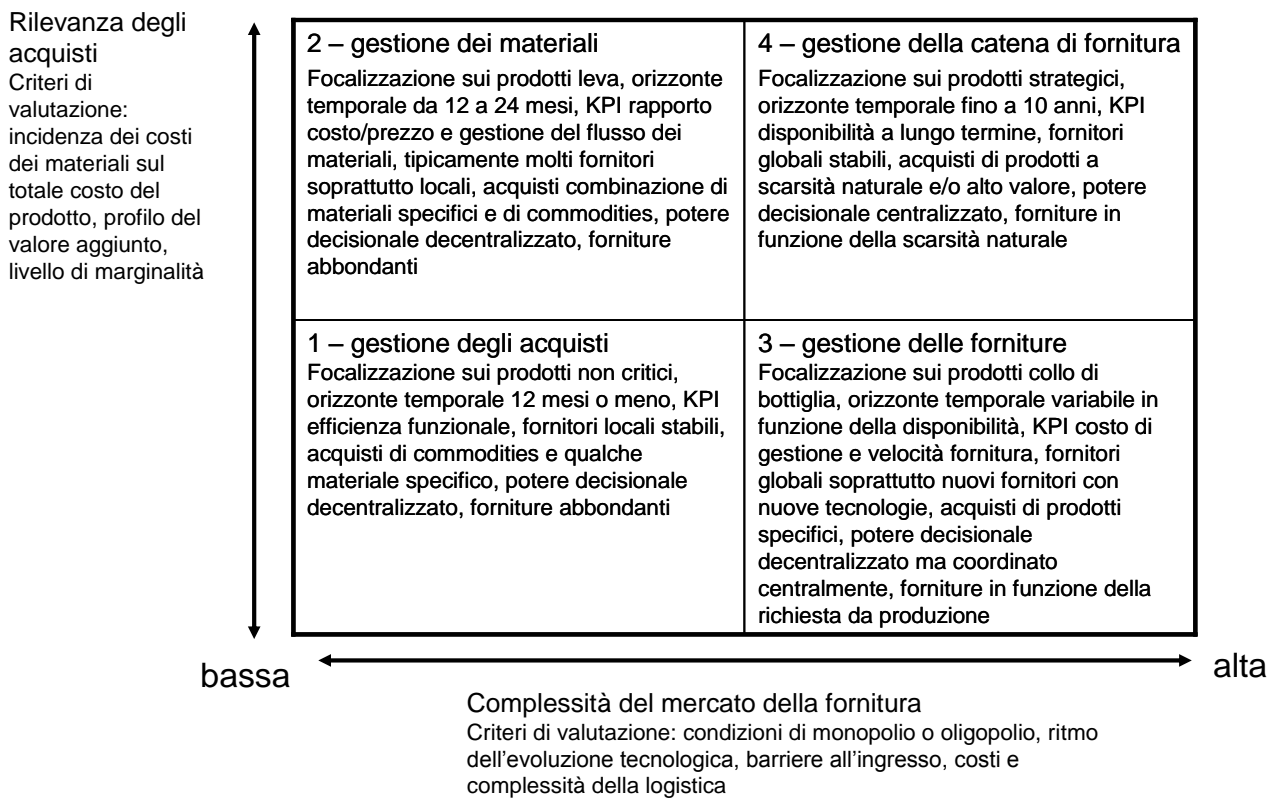 Rilevanza degli
acquisti
Criteri di
valutazione:
incidenza dei costi
dei materiali sul
totale costo del
prodotto, profilo del
valore aggiunto,
livello di marginalità
2 – gestione dei materiali
Focalizzazione sui prodotti leva, orizzonte
temporale da 12 a 24 mesi, KPI rapporto
costo/prezzo e gestione del flusso dei
materiali, tipicamente molti fornitori
soprattutto locali, acquisti combinazione di
materiali specifici e di commodities, potere
decisionale decentralizzato, forniture
abbondanti
4 – gestione della catena di fornitura
Focalizzazione sui prodotti strategici,
orizzonte temporale fino a 10 anni, KPI
disponibilità a lungo termine, fornitori
globali stabili, acquisti di prodotti a
scarsità naturale e/o alto valore, potere
decisionale centralizzato, forniture in
funzione della scarsità naturale
1 – gestione degli acquisti
Focalizzazione sui prodotti non critici,
orizzonte temporale 12 mesi o meno, KPI
efficienza funzionale, fornitori locali stabili,
acquisti di commodities e qualche
materiale specifico, potere decisionale
decentralizzato, forniture abbondanti
3 – gestione delle forniture
Focalizzazione sui prodotti collo di
bottiglia, orizzonte temporale variabile in
funzione della disponibilità, KPI costo di
gestione e velocità fornitura, fornitori
globali soprattutto nuovi fornitori con
nuove tecnologie, acquisti di prodotti
specifici, potere decisionale
decentralizzato ma coordinato
centralmente, forniture in funzione della
richiesta da produzione
bassa
alta
Complessità del mercato della fornitura
Criteri di valutazione: condizioni di monopolio o oligopolio, ritmo
dell'evoluzione tecnologica, barriere all'ingresso, costi e
complessità della logistica